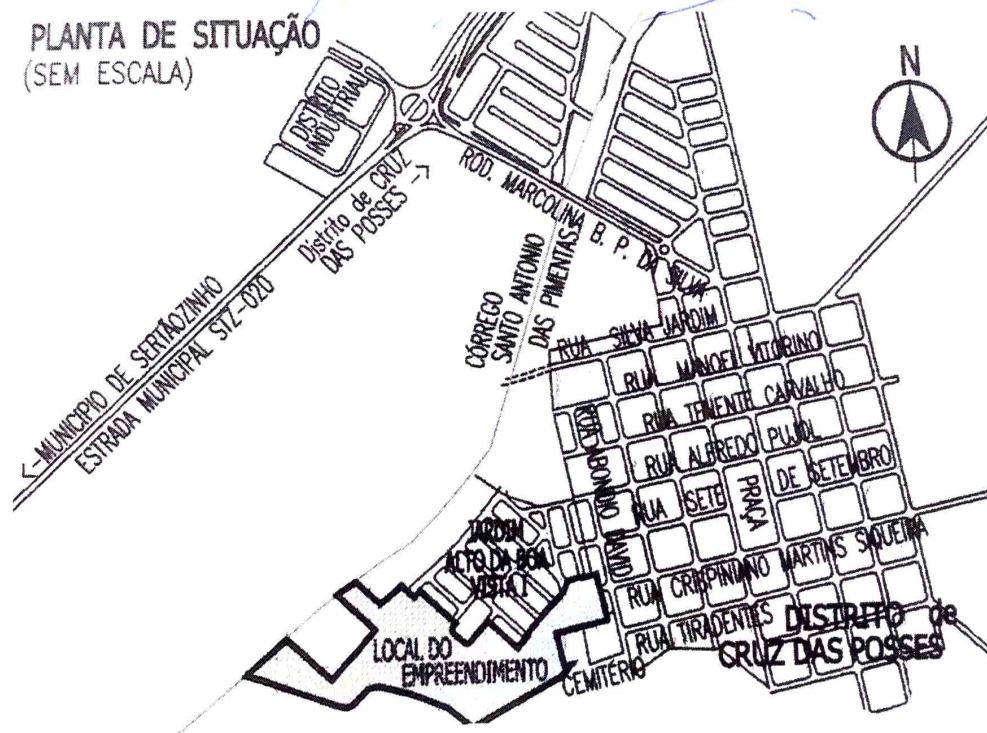 PLANTA DE SITUAÇÃO
(SEM ESCALA)
N
DISTRITO
INDUSTRIAL
Distrito de CRUZ
DAS POSSES ->
ROD. MARCOLINA B. P. DA SILVA
<-MUNICIPIO DE SERTÃOZINHO
ESTRADA MUNICIPAL STZ-020
CÓRREGO
SANTO ANTONIO
DAS PIMENTAS
RUA SILVA JARDIM
RUA MANOEL VITORINO
RUA TENENTE CARVALHO
RUA ALFREDO PUJOL
RUA SETE DE SETEMBRO
PRAÇA
RUA
RUA CRISPINIANO MARTINS SIQUEIRA
RUA TIRADENTES
JARDIM
ALTO DA BOA
VISTA I
LOCAL DO
EMPREENDIMENTO
CEMITÉRIO
DISTRITO de
CRUZ DAS POSSES